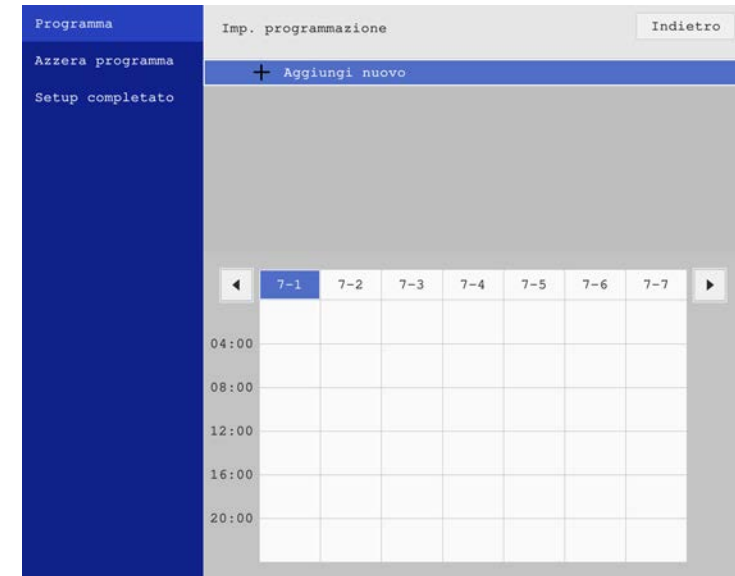 Programma
Azzera programma
Setup completato
Imp. programmazione
Indietro
Aggiungi nuovo
7-1 7-2 7-3 7-4 7-5 7-6 7-7
04:00
08:00
12:00
16:00
20:00